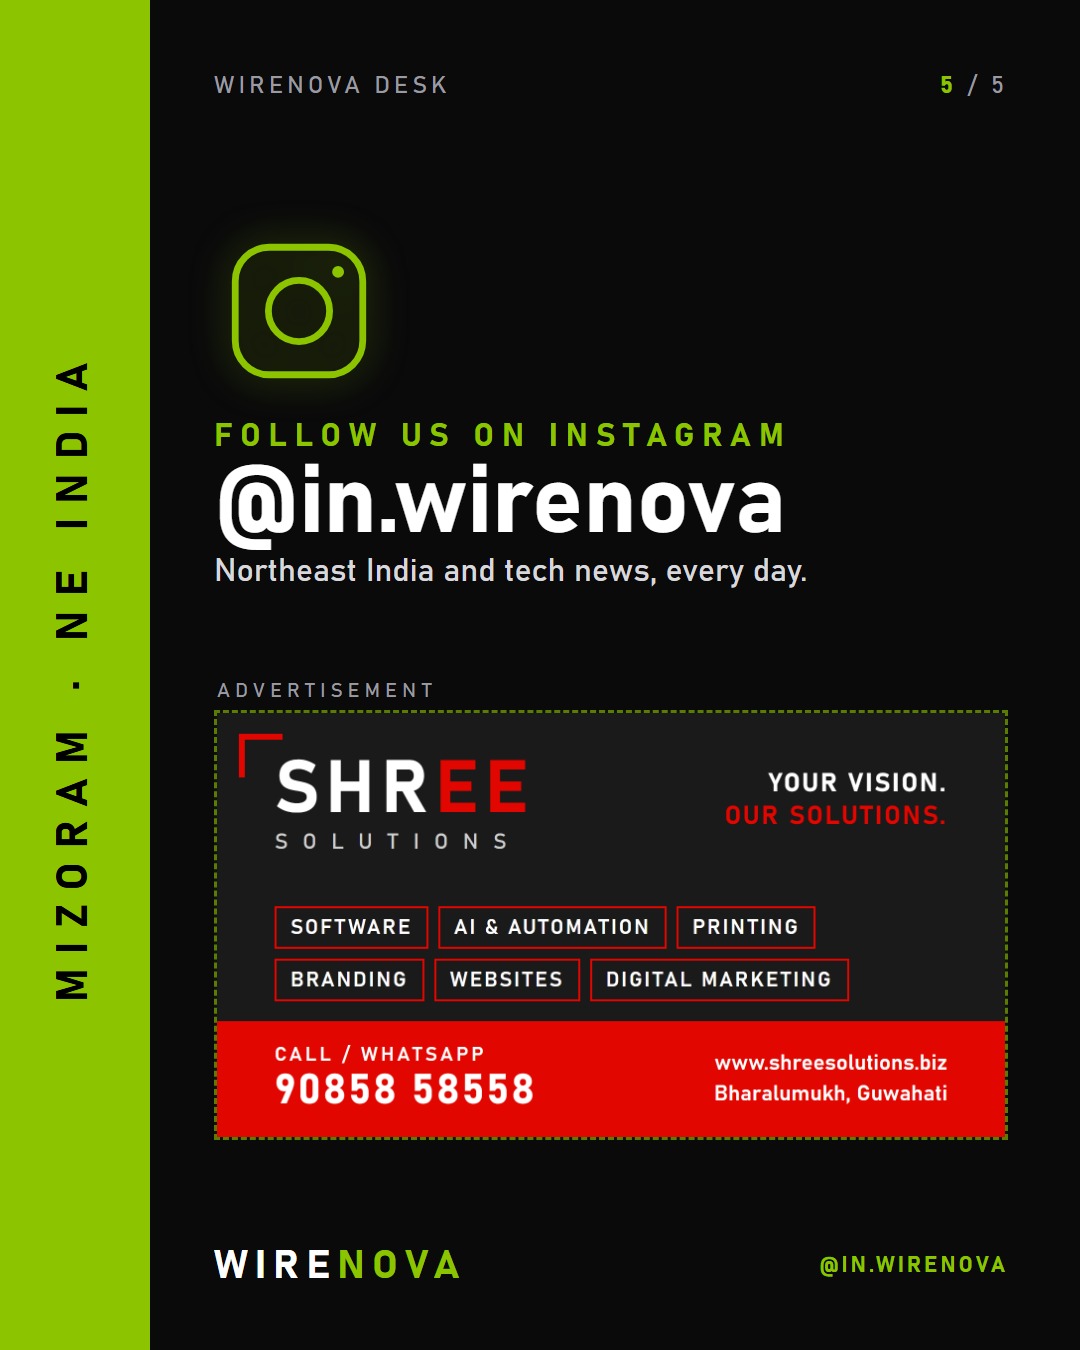 WIRENOVA DESK
5 / 5
MIZORAM · NE INDIA
FOLLOW US ON INSTAGRAM
@in.wirenova
Northeast India and tech news, every day.
ADVERTISEMENT
SHREE
SOLUTIONS
YOUR VISION.
OUR SOLUTIONS.
SOFTWARE AI & AUTOMATION PRINTING
BRANDING WEBSITES DIGITAL MARKETING
CALL / WHATSAPP
90858 58558
www.shreesolutions.biz
Bharalumukh, Guwahati
WIRENOVA
@IN.WIRENOVA